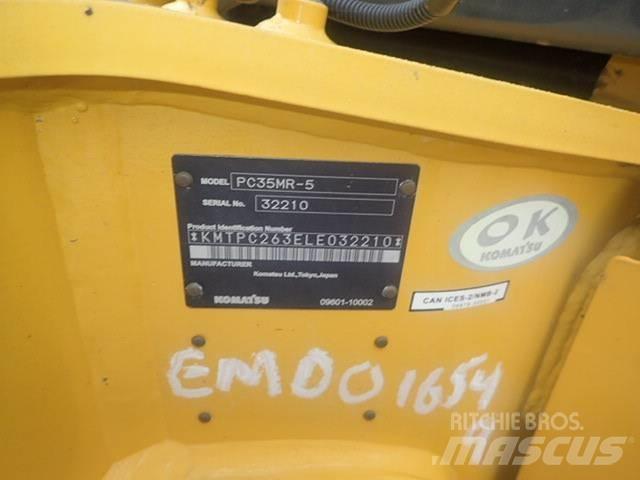 MODEL PC35MR-5
SERIAL No. 32210
Product Identification Number
*KMTPC263ELE032210*
MANUFACTURER
Komatsu Ltd.,Tokyo,Japan
KOMATSU 09601-10002
OK
KOMATSU
CAN ICES-2/NMB-2
EMDO1654
RITCHIE BROS.
MASCUS